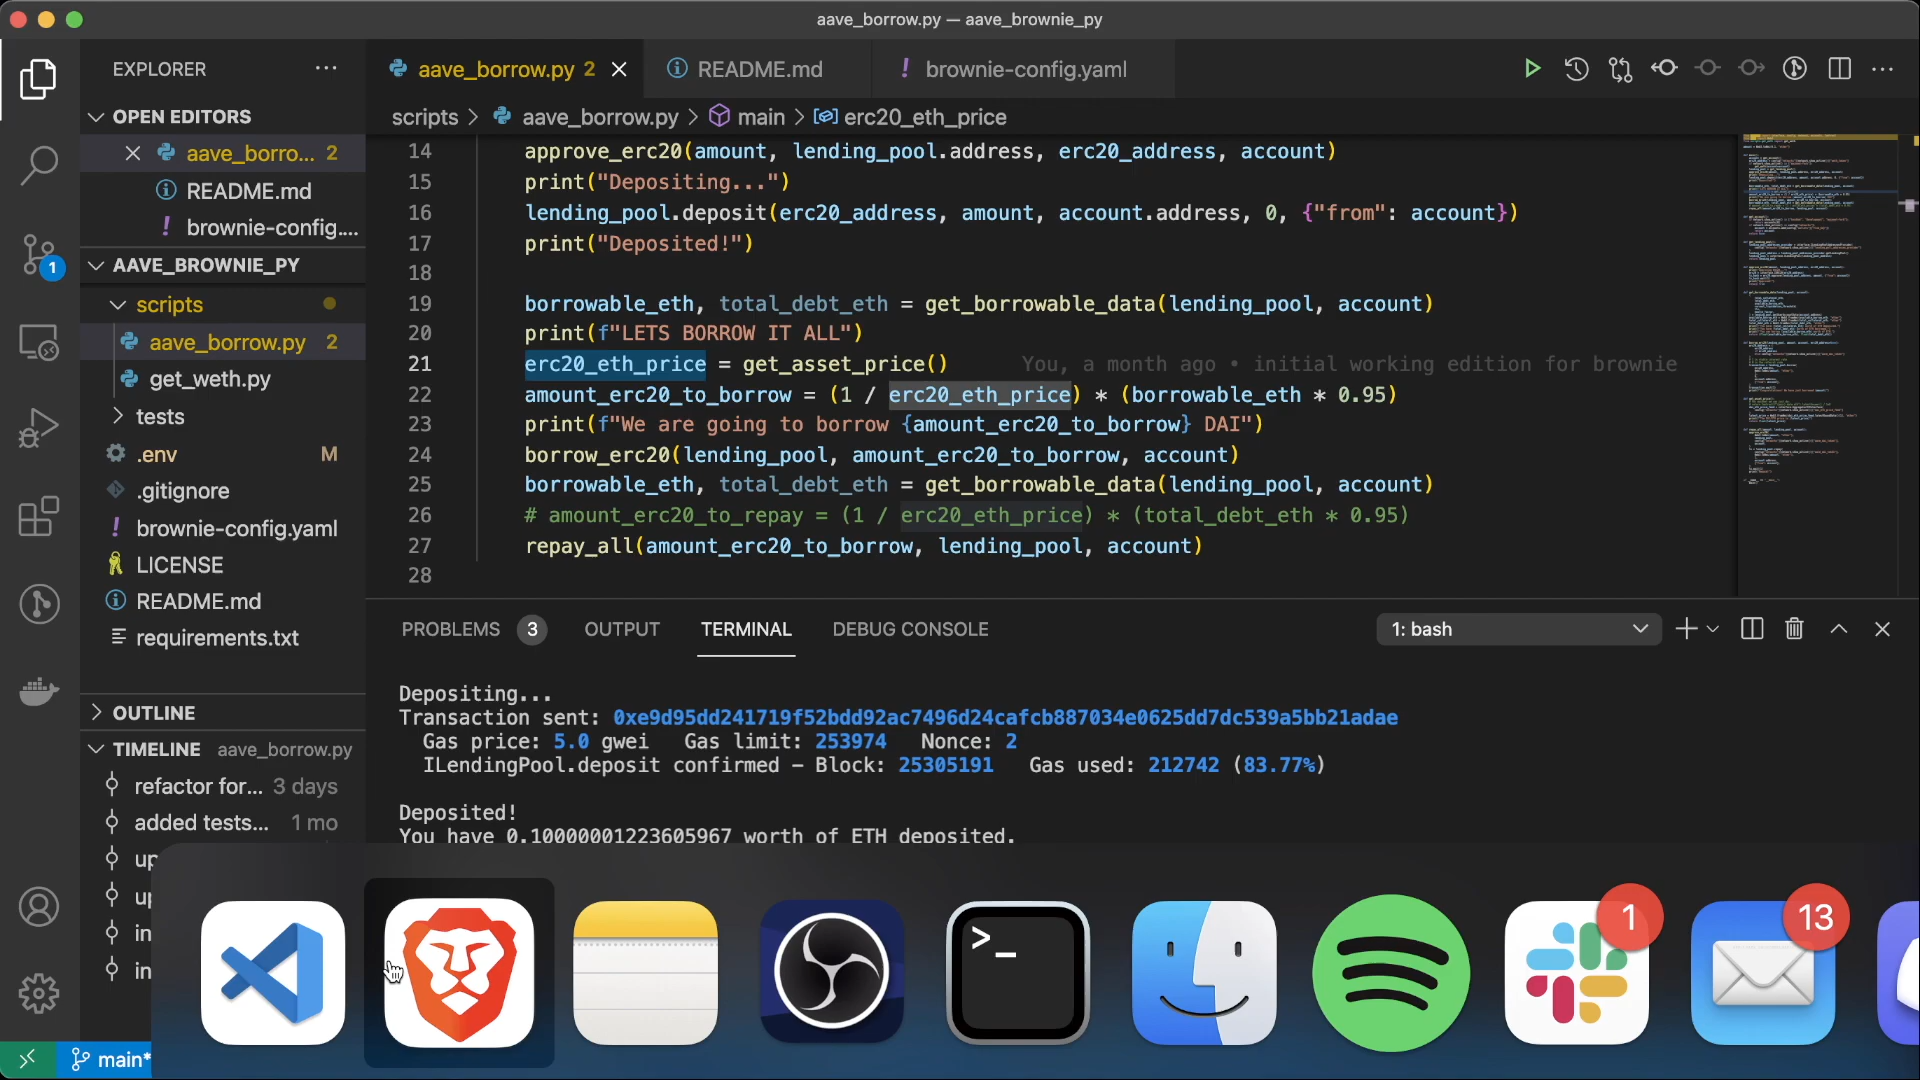 aave_borrow.py — aave_brownie_py
EXPLORER
aave_borrow.py 2
README.md
! brownie-config.yaml
OPEN EDITORS
scripts > aave_borrow.py > main > erc20_eth_price
aave_borro... 2
README.md
! brownie-config....
AAVE_BROWNIE_PY
scripts
aave_borrow.py 2
get_weth.py
tests
.env M
.gitignore
! brownie-config.yaml
LICENSE
README.md
requirements.txt
OUTLINE
TIMELINE aave_borrow.py
refactor for... 3 days
added tests... 1 mo
up
up
in
in
1
main*
14 approve_erc20(amount, lending_pool.address, erc20_address, account)
15 print("Depositing...")
16 lending_pool.deposit(erc20_address, amount, account.address, 0, {"from": account})
17 print("Deposited!")
18
19 borrowable_eth, total_debt_eth = get_borrowable_data(lending_pool, account)
20 print(f"LETS BORROW IT ALL")
21 erc20_eth_price = get_asset_price() You, a month ago • initial working edition for brownie
22 amount_erc20_to_borrow = (1 / erc20_eth_price) * (borrowable_eth * 0.95)
23 print(f"We are going to borrow {amount_erc20_to_borrow} DAI")
24 borrow_erc20(lending_pool, amount_erc20_to_borrow, account)
25 borrowable_eth, total_debt_eth = get_borrowable_data(lending_pool, account)
26 # amount_erc20_to_repay = (1 / erc20_eth_price) * (total_debt_eth * 0.95)
27 repay_all(amount_erc20_to_borrow, lending_pool, account)
28
PROBLEMS 3 OUTPUT TERMINAL DEBUG CONSOLE 1: bash
Depositing...
Transaction sent: 0xe9d95dd241719f52bdd92ac7496d24cafcb887034e0625dd7dc539a5bb21adae
Gas price: 5.0 gwei Gas limit: 253974 Nonce: 2
ILendingPool.deposit confirmed - Block: 25305191 Gas used: 212742 (83.77%)
Deposited!
You have 0.10000001223605967 worth of ETH deposited.
>_
1
13